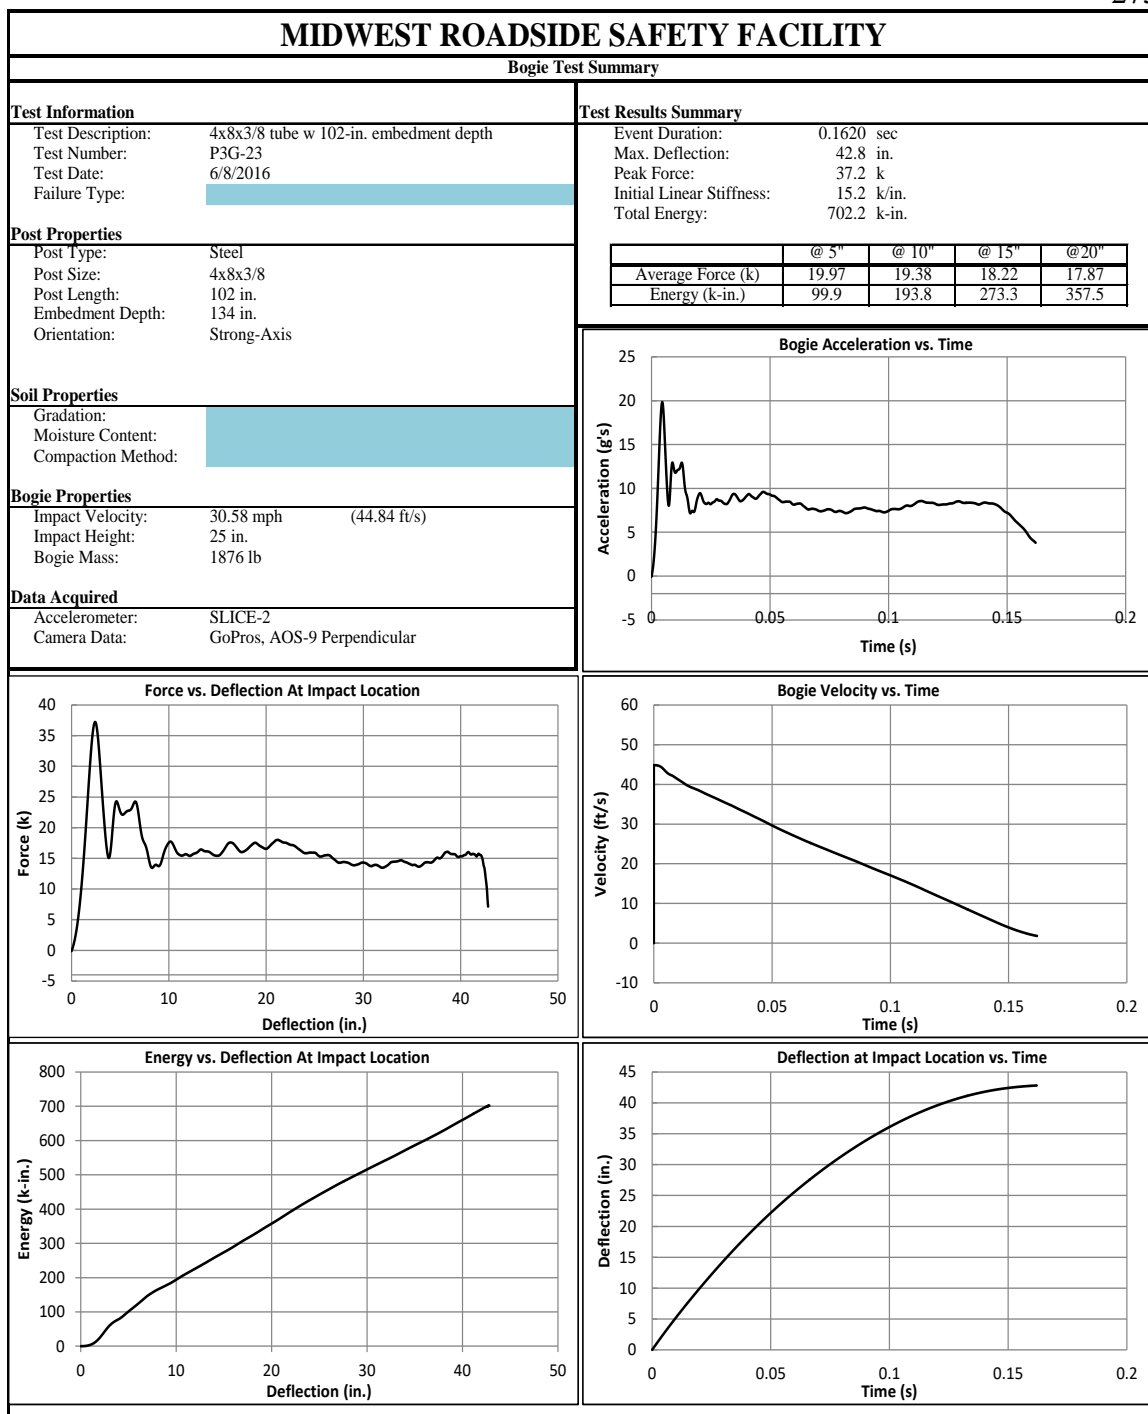 MIDWEST ROADSIDE SAFETY FACILITY
Bogie Test Summary
Test Information
Test Description: 4x8x3/8 tube w 102-in. embedment depth
Test Number: P3G-23
Test Date: 6/8/2016
Failure Type:
Post Properties
Post Type: Steel
Post Size: 4x8x3/8
Post Length: 102 in.
Embedment Depth: 134 in.
Orientation: Strong-Axis
Soil Properties
Gradation:
Moisture Content:
Compaction Method:
Bogie Properties
Impact Velocity: 30.58 mph (44.84 ft/s)
Impact Height: 25 in.
Bogie Mass: 1876 lb
Data Acquired
Accelerometer: SLICE-2
Camera Data: GoPros, AOS-9 Perpendicular
Test Results Summary
Event Duration: 0.1620 sec
Max. Deflection: 42.8 in.
Peak Force: 37.2 k
Initial Linear Stiffness: 15.2 k/in.
Total Energy: 702.2 k-in.
@ 5" @ 10" @ 15" @20"
Average Force (k) 19.97 19.38 18.22 17.87
Energy (k-in.) 99.9 193.8 273.3 357.5
Bogie Acceleration vs. Time
25
20
15
10
5
0
-5
Acceleration (g's)
0 0.05 0.1 0.15 0.2
Time (s)
Force vs. Deflection At Impact Location
40
35
30
25
20
15
10
5
0
-5
Force (k)
0 10 20 30 40 50
Deflection (in.)
Bogie Velocity vs. Time
60
50
40
30
20
10
0
-10
Velocity (ft/s)
0 0.05 0.1 0.15 0.2
Time (s)
Energy vs. Deflection At Impact Location
800
700
600
500
400
300
200
100
0
Energy (k-in.)
0 10 20 30 40 50
Deflection (in.)
Deflection at Impact Location vs. Time
45
40
35
30
25
20
15
10
5
0
Deflection (in.)
0 0.05 0.1 0.15 0.2
Time (s)